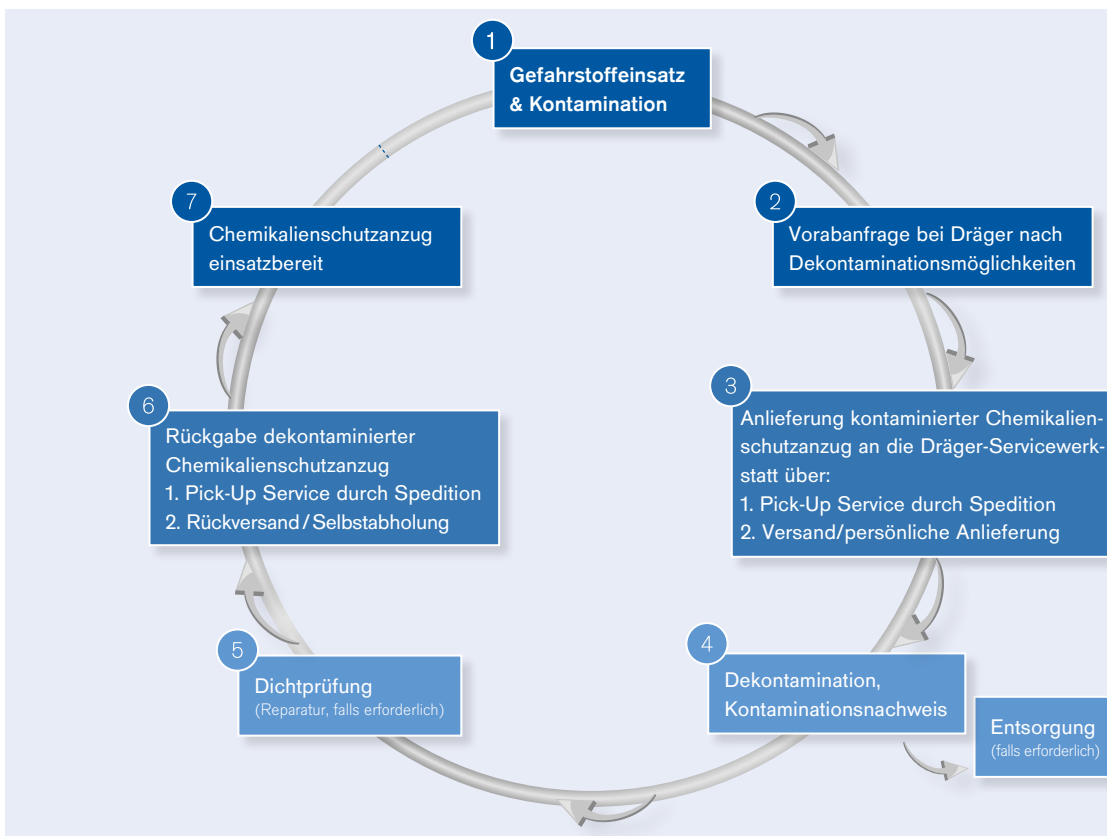 1
Gefahrstoffeinsatz
& Kontamination
2
Vorabanfrage bei Dräger nach
Dekontaminationsmöglichkeiten
3
Anlieferung kontaminierter Chemikalien-
schutzanzug an die Dräger-Servicewerk-
statt über:
1. Pick-Up Service durch Spedition
2. Versand/persönliche Anlieferung
4
Dekontamination,
Kontaminationsnachweis
Entsorgung
(falls erforderlich)
5
Dichtprüfung
(Reparatur, falls erforderlich)
6
Rückgabe dekontaminierter
Chemikalienschutzanzug
1. Pick-Up Service durch Spedition
2. Rückversand/Selbstabholung
7
Chemikalienschutzanzug
einsatzbereit